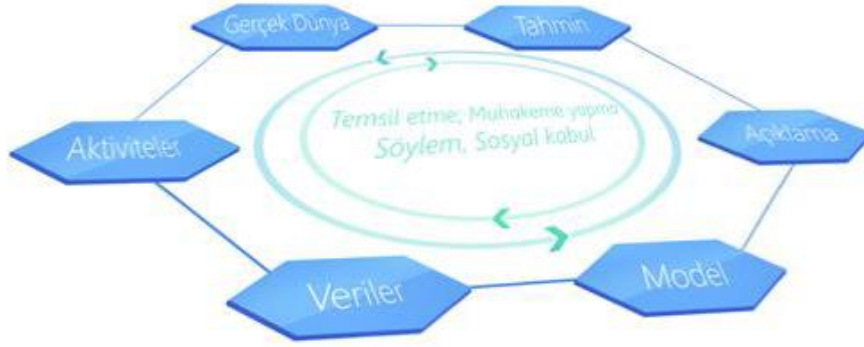 Gerçek Dünya
Tahmin
Aktiviteler
Temsil etme; Muhakeme yapma
Söylem, Sosyal kabul
Açıklama
Veriler
Model